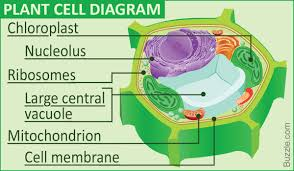 PLANT CELL DIAGRAM
Chloroplast
Nucleolus
Ribosomes
Large central
vacuole
Mitochondrion
Cell membrane
Buzzle.com